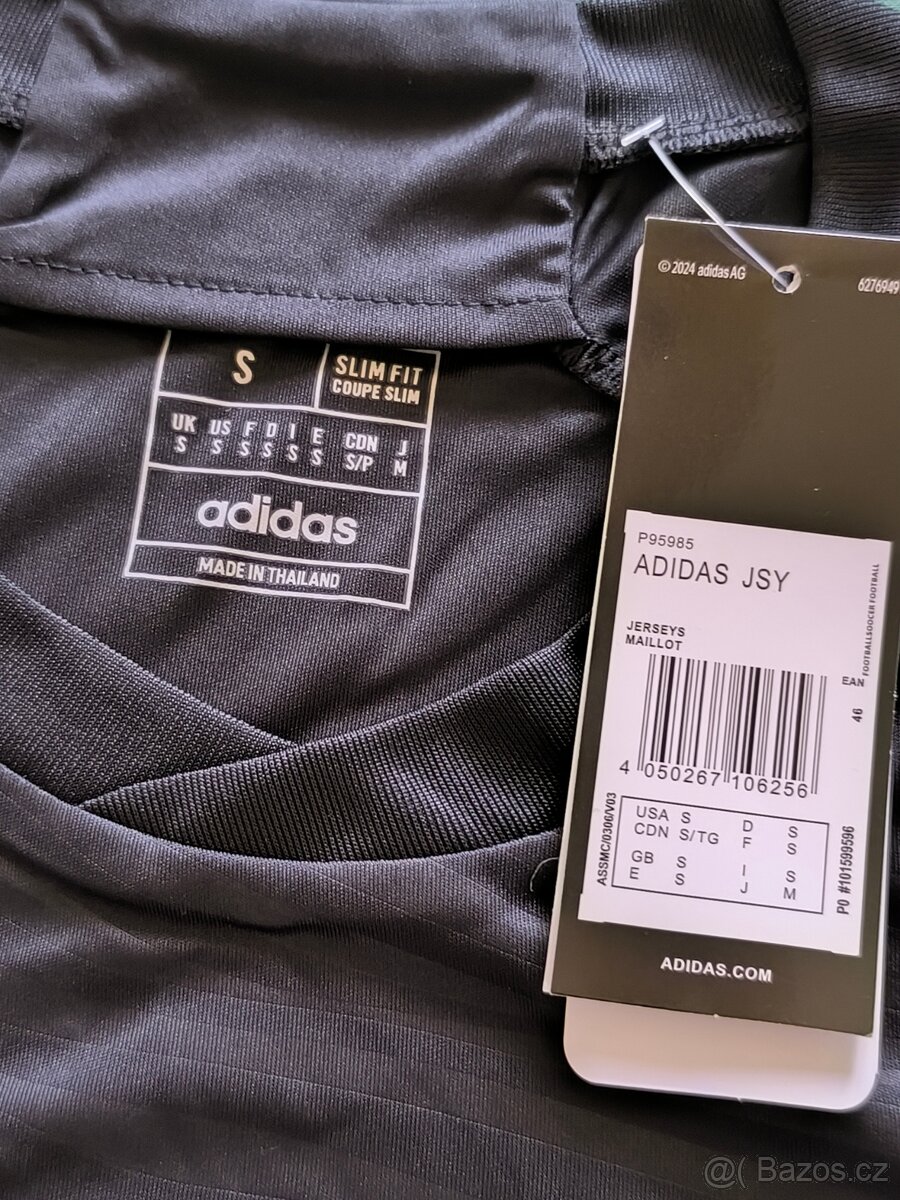 S
SLIM FIT
COUPE SLIM
UK US F D I E CDN J
S S S S S S S/P M
adidas
MADE IN THAILAND
© 2024 adidas AG
6276949
P95985
ADIDAS JSY
JERSEYS
MAILLOT
FOOTBALLSOCCER FOOTBALL
EAN
46
4 050267 106256
ASSMC/0306/V03
USA S D S
CDN S/TG F S
GB S I S
E S J M
PO #101599596
ADIDAS.COM
@( Bazos.cz